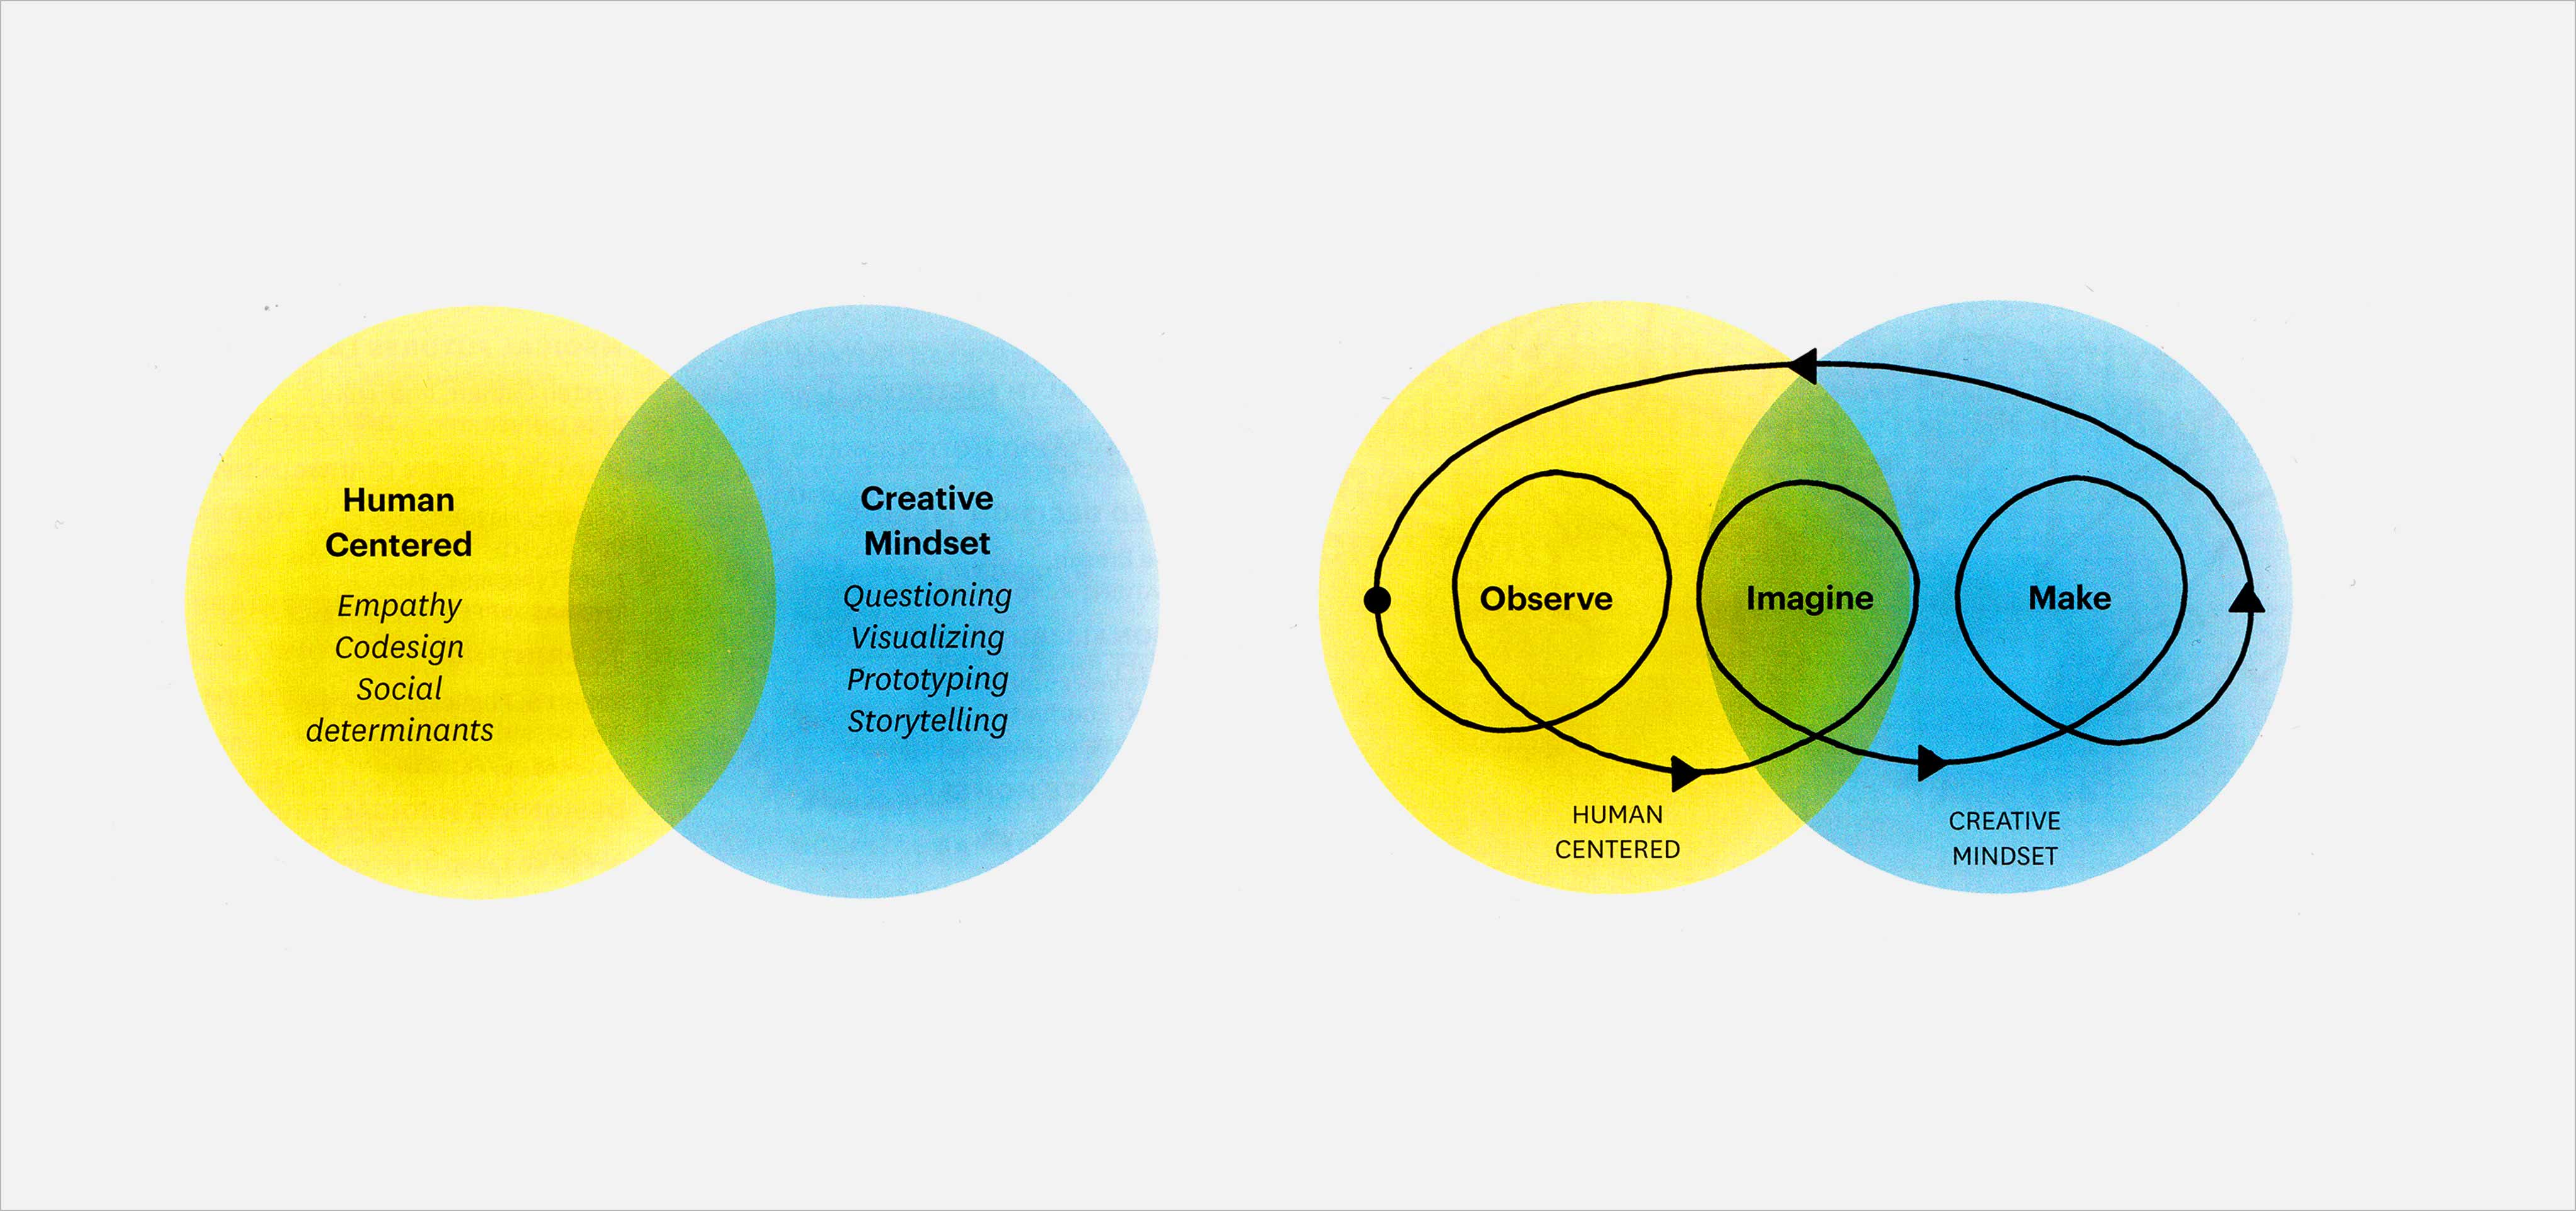 Human
Centered
Empathy
Codesign
Social
determinants
Creative
Mindset
Questioning
Visualizing
Prototyping
Storytelling
Observe
Imagine
Make
HUMAN
CENTERED
CREATIVE
MINDSET